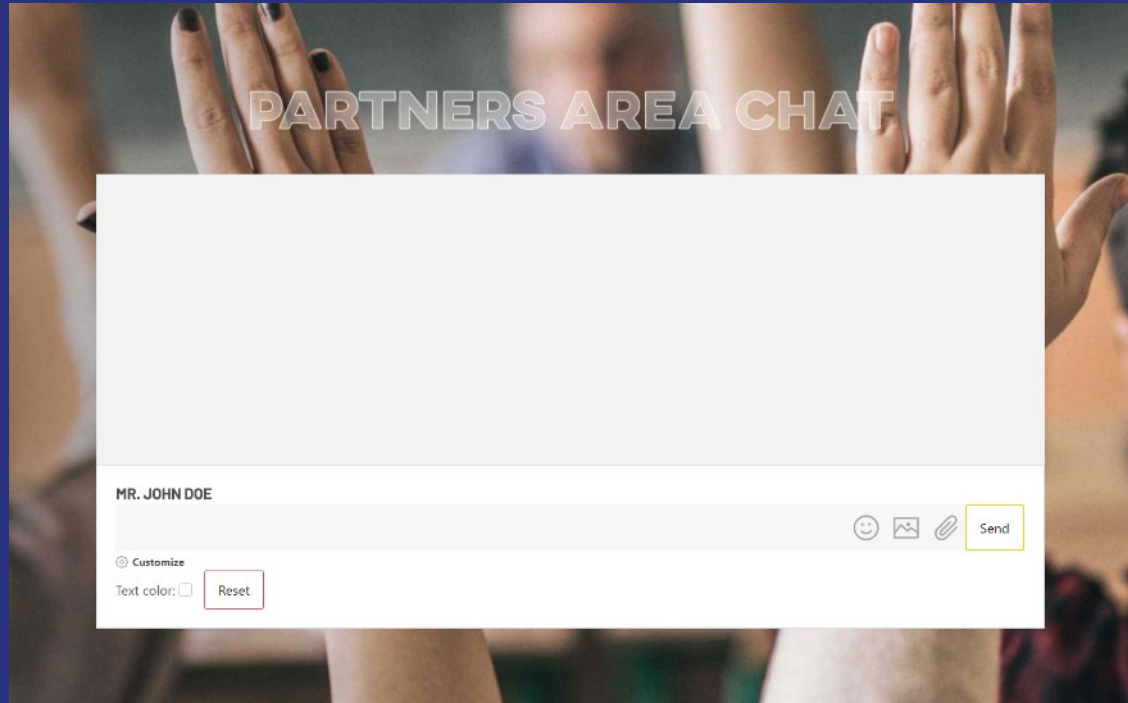 PARTNERS AREA CHAT
MR. JOHN DOE
Send
Customize
Text color:
Reset